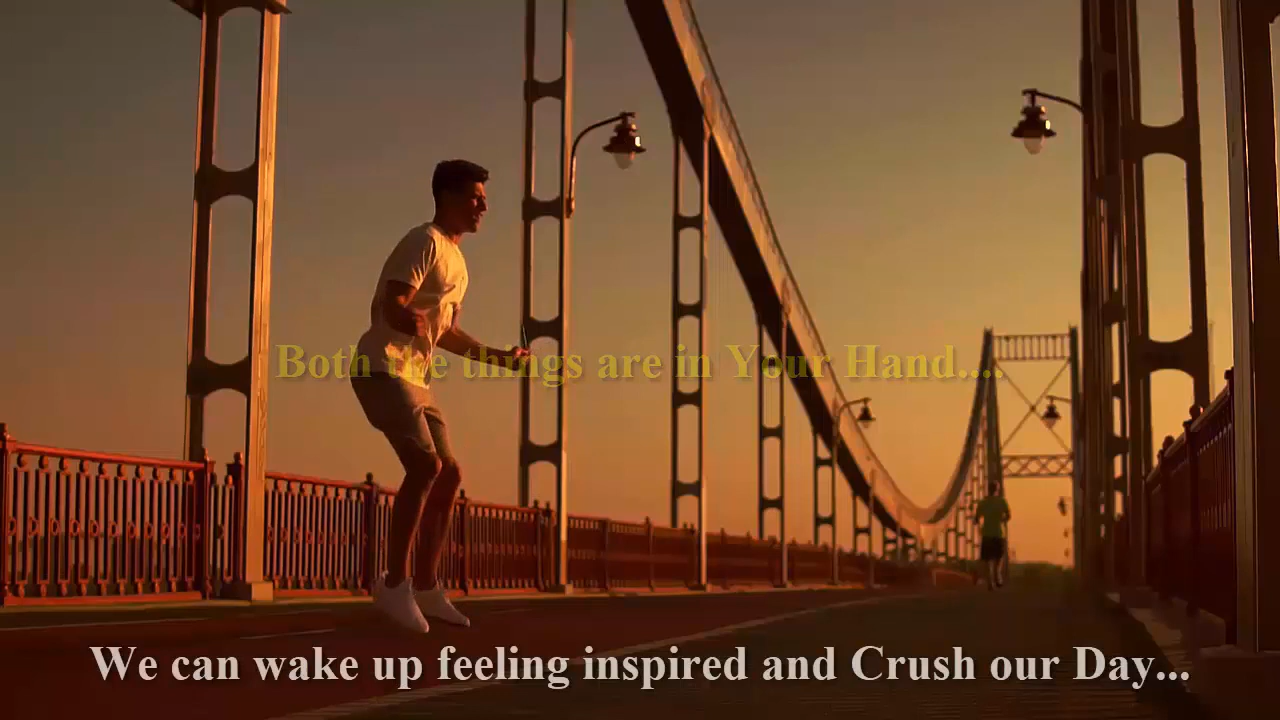 Both the things are in Your Hand....
We can wake up feeling inspired and Crush our Day...